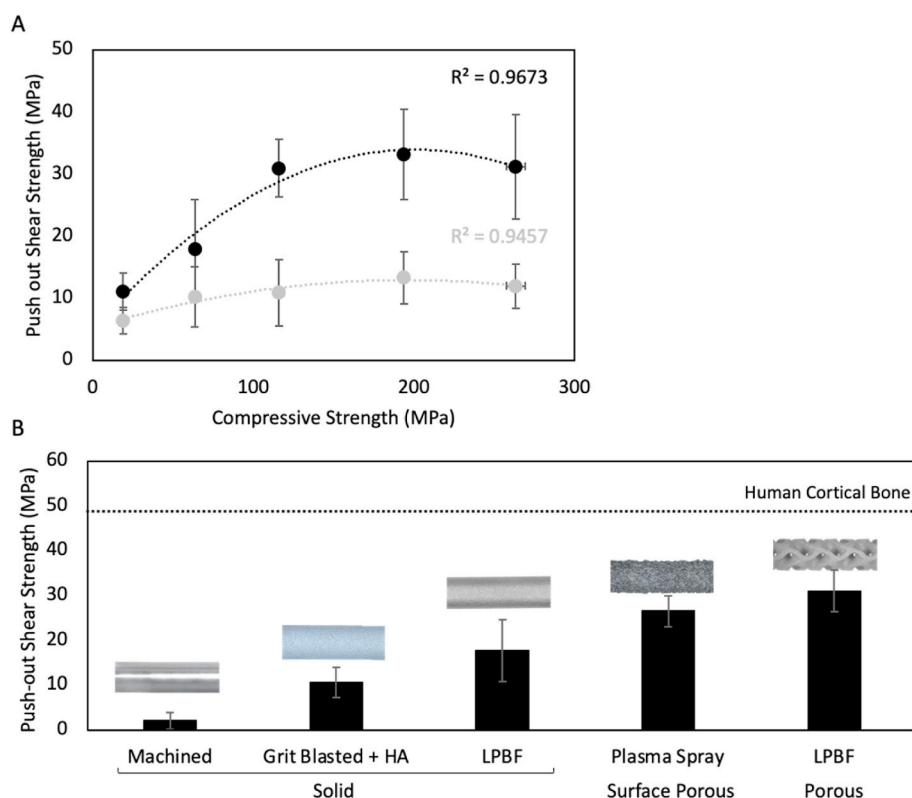 A
50
40
30
20
10
0
Push out Shear Strength (MPa)
R² = 0.9673
R² = 0.9457
0 100 200 300
Compressive Strength (MPa)
B
60
50
40
30
20
10
0
Push-out Shear Strength (MPa)
Human Cortical Bone
Machined Grit Blasted + HA LPBF Plasma Spray LPBF
Solid Surface Porous Porous